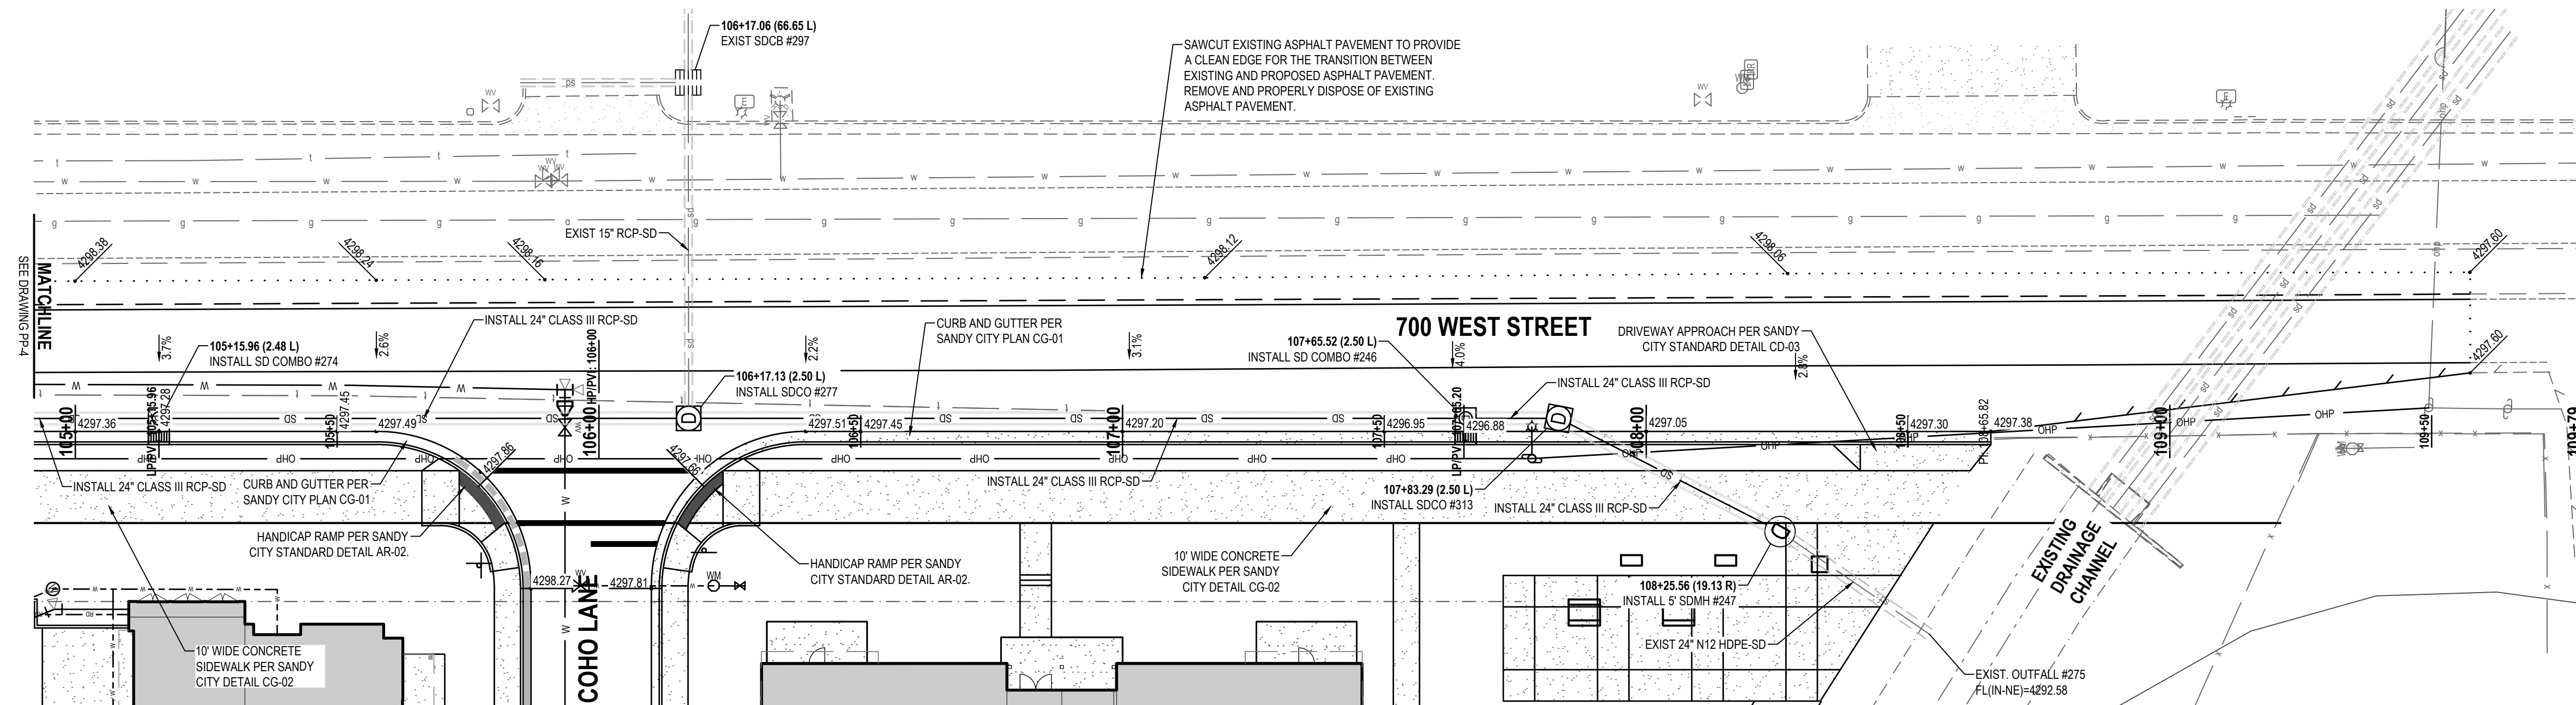 106+17.06 (66.65 L)
EXIST SDCB #297
SAWCUT EXISTING ASPHALT PAVEMENT TO PROVIDE
A CLEAN EDGE FOR THE TRANSITION BETWEEN
EXISTING AND PROPOSED ASPHALT PAVEMENT.
REMOVE AND PROPERLY DISPOSE OF EXISTING
ASPHALT PAVEMENT.
EXIST 15" RCP-SD
4298.38
4298.24
4298.16
4298.12
4298.06
4297.60
MATCHLINE
SEE DRAWING PP-4
INSTALL 24" CLASS III RCP-SD
CURB AND GUTTER PER
SANDY CITY PLAN CG-01
700 WEST STREET
DRIVEWAY APPROACH PER SANDY
CITY STANDARD DETAIL CD-03
3.7%
2.6%
2.2%
3.1%
4.0%
2.8%
105+15.96 (2.48 L)
INSTALL SD COMBO #274
HP/PVI: 106+00
107+65.52 (2.50 L)
INSTALL SD COMBO #246
4297.60
106+17.13 (2.50 L)
INSTALL SDCO #277
INSTALL 24" CLASS III RCP-SD
105+00
4297.36
4297.28
105+50
4297.45
4297.49
106+00
4297.51
106+50
4297.45
107+00
4297.20
107+50
4296.95
4296.88
108+00
4297.05
108+50
4297.30
4297.38
109+00
109+50
109+79
4297.86
4297.66
INSTALL 24" CLASS III RCP-SD
CURB AND GUTTER PER
SANDY CITY PLAN CG-01
INSTALL 24" CLASS III RCP-SD
107+83.29 (2.50 L)
INSTALL SDCO #313
INSTALL 24" CLASS III RCP-SD
HANDICAP RAMP PER SANDY
CITY STANDARD DETAIL AR-02.
HANDICAP RAMP PER SANDY
CITY STANDARD DETAIL AR-02.
10' WIDE CONCRETE
SIDEWALK PER SANDY
CITY DETAIL CG-02
EXISTING
DRAINAGE
CHANNEL
4298.27
4297.81
WM
COHO LANE
108+25.56 (19.13 R)
INSTALL 5' SDMH #247
EXIST 24" N12 HDPE-SD
10' WIDE CONCRETE
SIDEWALK PER SANDY
CITY DETAIL CG-02
EXIST. OUTFALL #275
FL(IN-NE)=4292.58